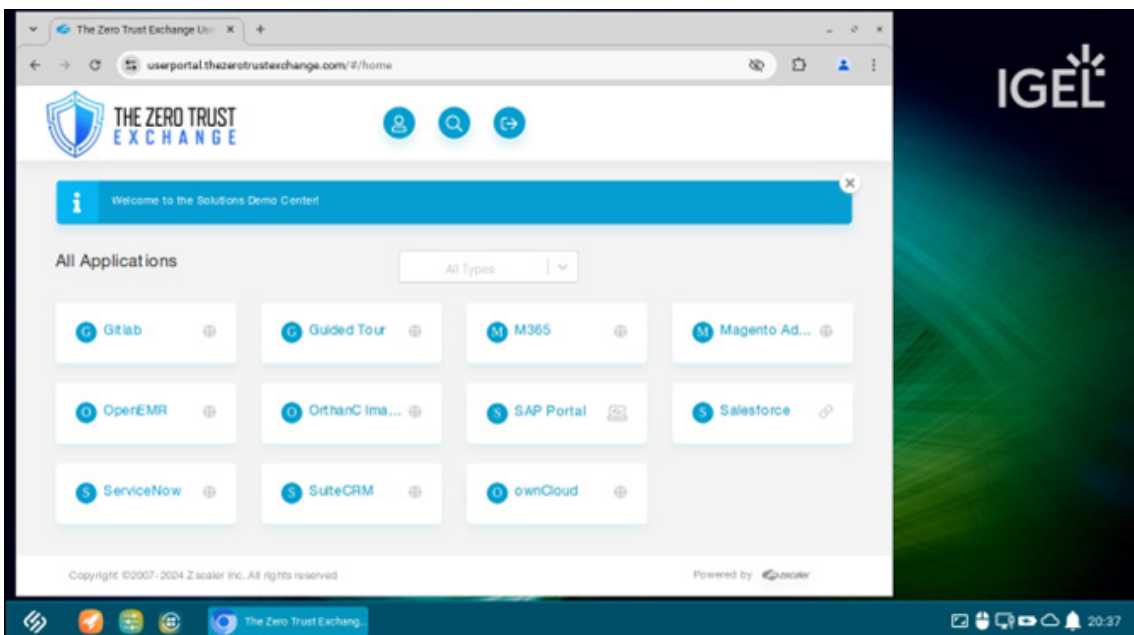 The Zero Trust Exchange Use
userportal.thezerotrustexchange.com/#/home
IGEL
THE ZERO TRUST
EXCHANGE
Welcome to the Solutions Demo Center!
All Applications
All Types
G Gitlab
G Guided Tour
M M365
M Magento Ad...
O OpenEMR
O OrthanC Ima...
S SAP Portal
S Salesforce
S ServiceNow
S SuiteCRM
O ownCloud
Copyright ©2007-2024 Zscaler Inc. All rights reserved
Powered by zscaler
The Zero Trust Exchang...
20:37